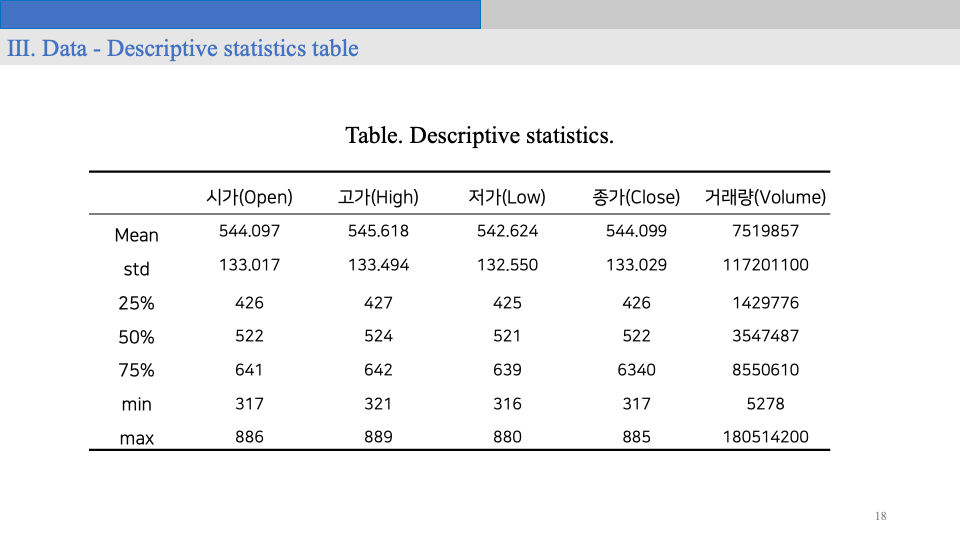 III. Data - Descriptive statistics table
Table. Descriptive statistics.
시가(Open) 고가(High) 저가(Low) 종가(Close) 거래량(Volume)
Mean 544.097 545.618 542.624 544.099 7519857
std 133.017 133.494 132.550 133.029 117201100
25% 426 427 425 426 1429776
50% 522 524 521 522 3547487
75% 641 642 639 6340 8550610
min 317 321 316 317 5278
max 886 889 880 885 180514200
18